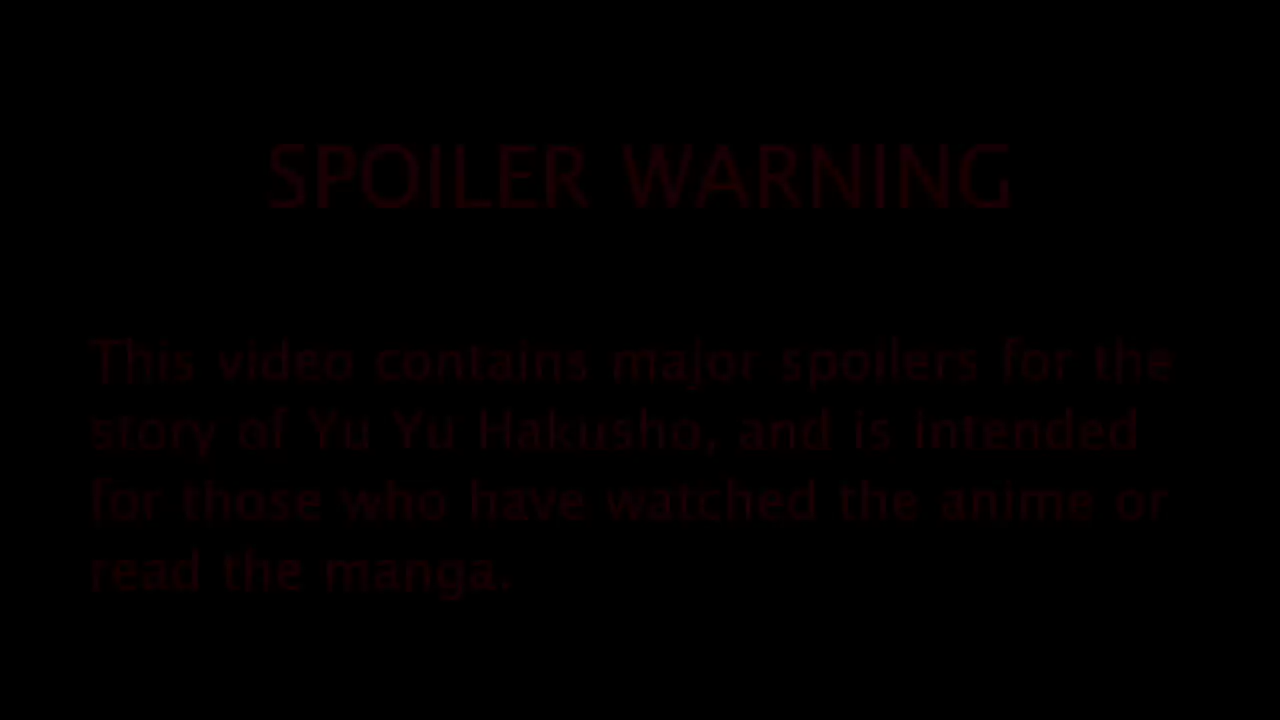 SPOILER WARNING
This video contains major spoilers for the
story of Yu Yu Hakusho, and is intended
for those who have watched the anime or
read the manga.